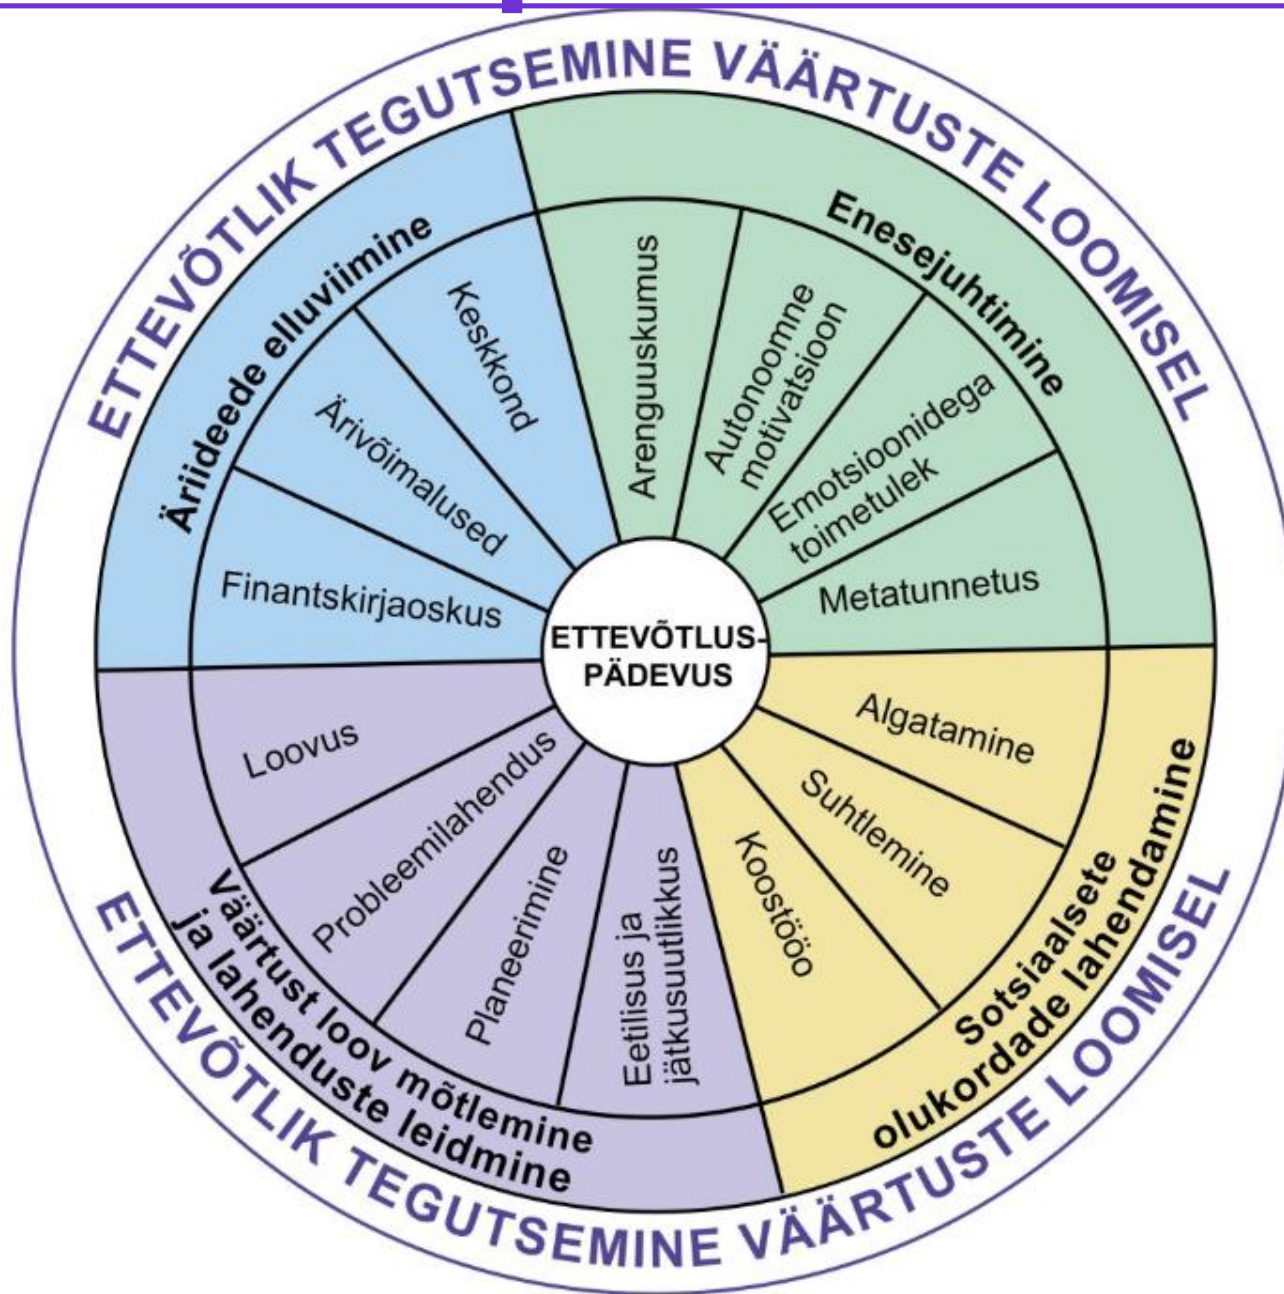 ETTEVÕTLIK TEGUTSEMINE VÄÄRTUSTE LOOMISEL
Enesejuhtimine
Arenguuskumus
Autonoomne
motivatsioon
Emotsioonidega
toimetulek
Metatunnetus
Sotsiaalsete
olukordade lahendamine
Algatamine
Suhtlemine
Koostööo
Väärtust loov mõtlemine
ja lahenduste leidmine
Eetilisus ja
jätkusuutlikkus
Planeerimine
Probleemilahendus
Loovus
Äriideede elluviimine
Finantskirjaoskus
Ärivõimalused
Keskkond
ETTEVÕTLUS-
PÄDEVUS
ETTEVÕTLIK TEGUTSEMINE VÄÄRTUSTE LOOMISEL